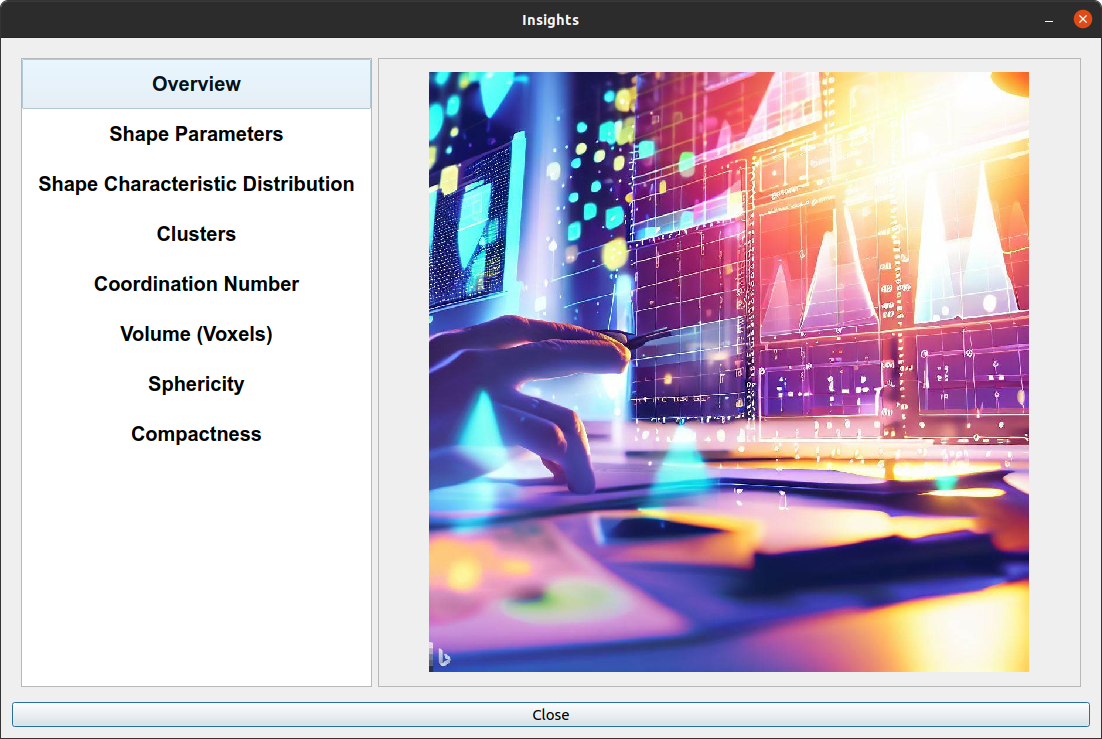 Insights
Overview
Shape Parameters
Shape Characteristic Distribution
Clusters
Coordination Number
Volume (Voxels)
Sphericity
Compactness
Close